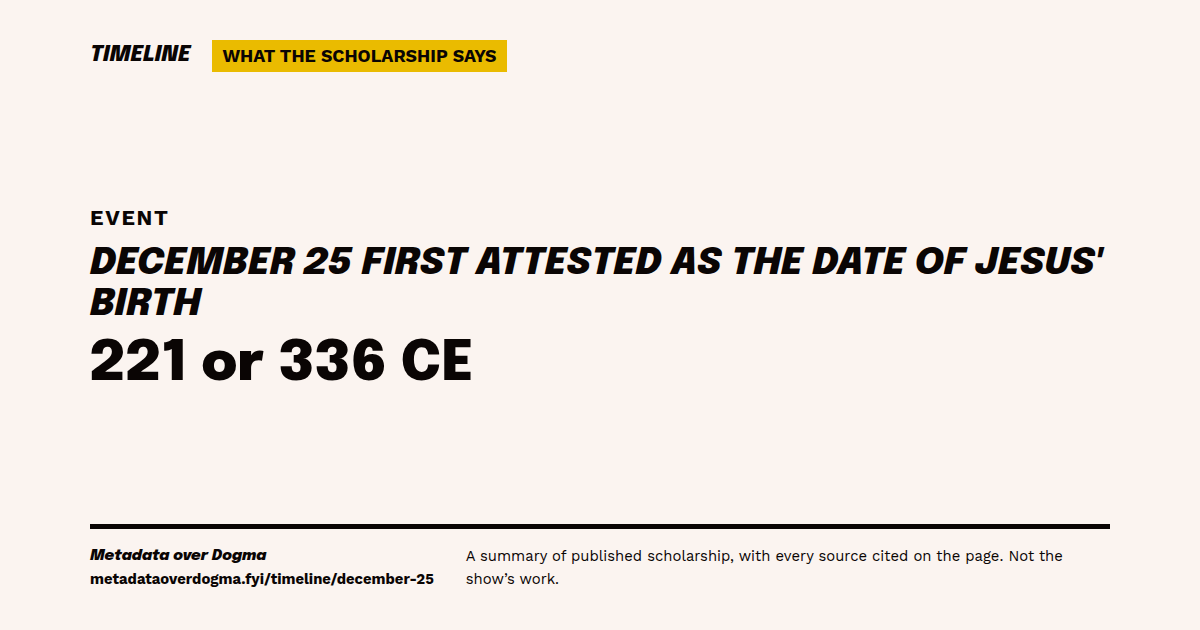 TIMELINE
WHAT THE SCHOLARSHIP SAYS
EVENT
DECEMBER 25 FIRST ATTESTED AS THE DATE OF JESUS'
BIRTH
221 or 336 CE
Metadata over Dogma
metadataoverdogma.fyi/timeline/december-25
A summary of published scholarship, with every source cited on the page. Not the
show’s work.